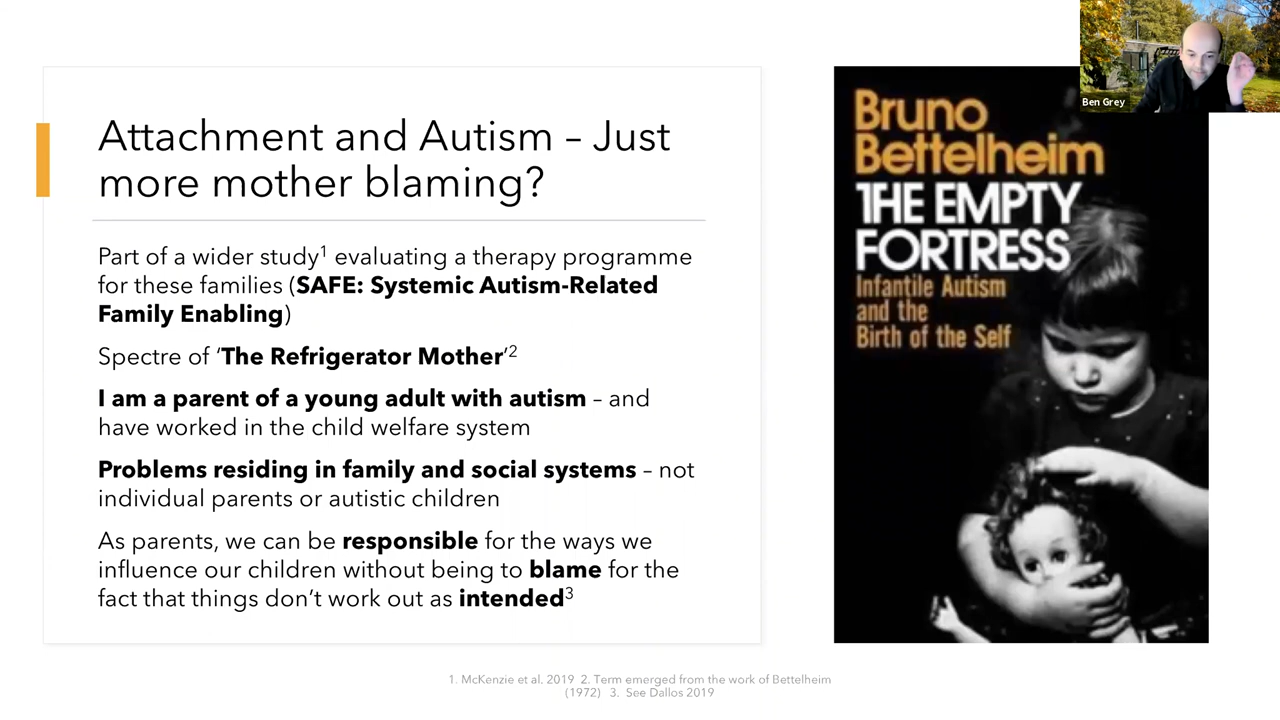 Attachment and Autism – Just
more mother blaming?
Part of a wider study1 evaluating a therapy programme
for these families (SAFE: Systemic Autism-Related
Family Enabling)
Spectre of ‘The Refrigerator Mother’2
I am a parent of a young adult with autism – and
have worked in the child welfare system
Problems residing in family and social systems – not
individual parents or autistic children
As parents, we can be responsible for the ways we
influence our children without being to blame for the
fact that things don’t work out as intended3
Bruno
Bettelheim
THE EMPTY
FORTRESS
Infantile Autism
and the
Birth of the Self
Ben Grey
1. McKenzie et al. 2019 2. Term emerged from the work of Bettelheim
(1972) 3. See Dallos 2019